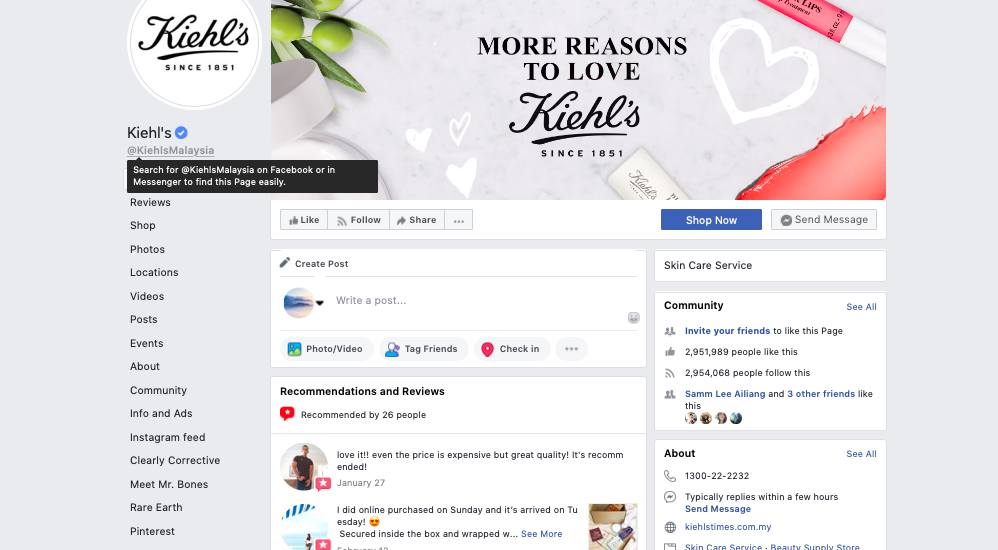 Kiehl's
SINCE 1851
Kiehl's
@KiehlsMalaysia
Search for @KiehlsMalaysia on Facebook or in
Messenger to find this Page easily.
Reviews
Shop
Photos
Locations
Videos
Posts
Events
About
Community
Info and Ads
Instagram feed
Clearly Corrective
Meet Mr. Bones
Rare Earth
Pinterest
MORE REASONS
TO LOVE
Kiehl's
SINCE 1851
Like Follow Share ...
Shop Now Send Message
Create Post
Write a post...
Photo/Video Tag Friends Check in ...
Recommendations and Reviews
Recommended by 26 people
love it!! even the price is expensive but great quality! It's recomm
ended!
January 27
I did online purchased on Sunday and it's arrived on Tu
esday! 😍
Secured inside the box and wrapped w... See More
Skin Care Service
Community See All
Invite your friends to like this Page
2,951,989 people like this
2,954,068 people follow this
Samm Lee Ailiang and 3 other friends like
this
About See All
1300-22-2232
Typically replies within a few hours
Send Message
kiehlstimes.com.my
Skin Care Service · Beauty Supply Store